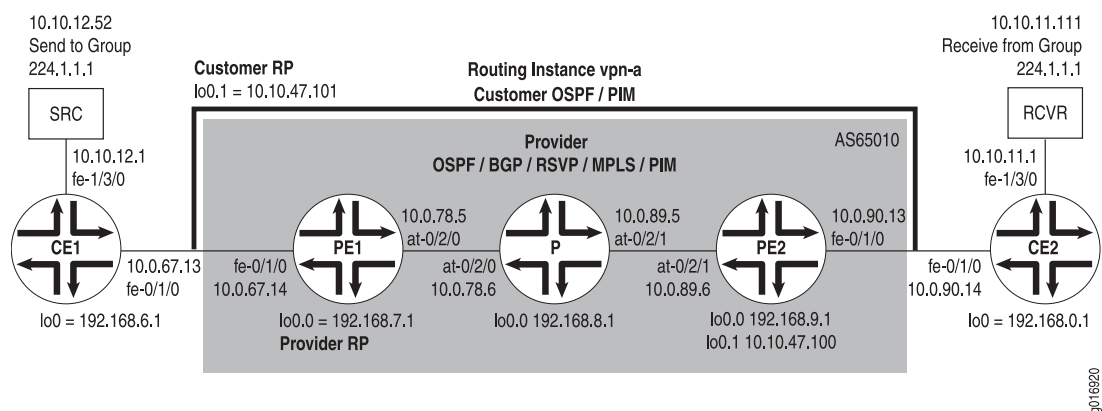 10.10.12.52
Send to Group
224.1.1.1
SRC
10.10.12.1
fe-1/3/0
CE1
10.0.67.13
fe-0/1/0
lo0 = 192.168.6.1
Customer RP
lo0.1 = 10.10.47.101
Routing Instance vpn-a
Customer OSPF / PIM
Provider
OSPF / BGP / RSVP / MPLS / PIM
AS65010
fe-0/1/0
10.0.67.14
PE1
10.0.78.5
at-0/2/0
lo0.0 = 192.168.7.1
Provider RP
at-0/2/0
10.0.78.6
P
10.0.89.5
at-0/2/1
lo0.0 192.168.8.1
at-0/2/1
10.0.89.6
PE2
10.0.90.13
fe-0/1/0
lo0.0 192.168.9.1
lo0.1 10.10.47.100
10.10.11.111
Receive from Group
224.1.1.1
RCVR
10.10.11.1
fe-1/3/0
CE2
fe-0/1/0
10.0.90.14
lo0 = 192.168.0.1
g016920